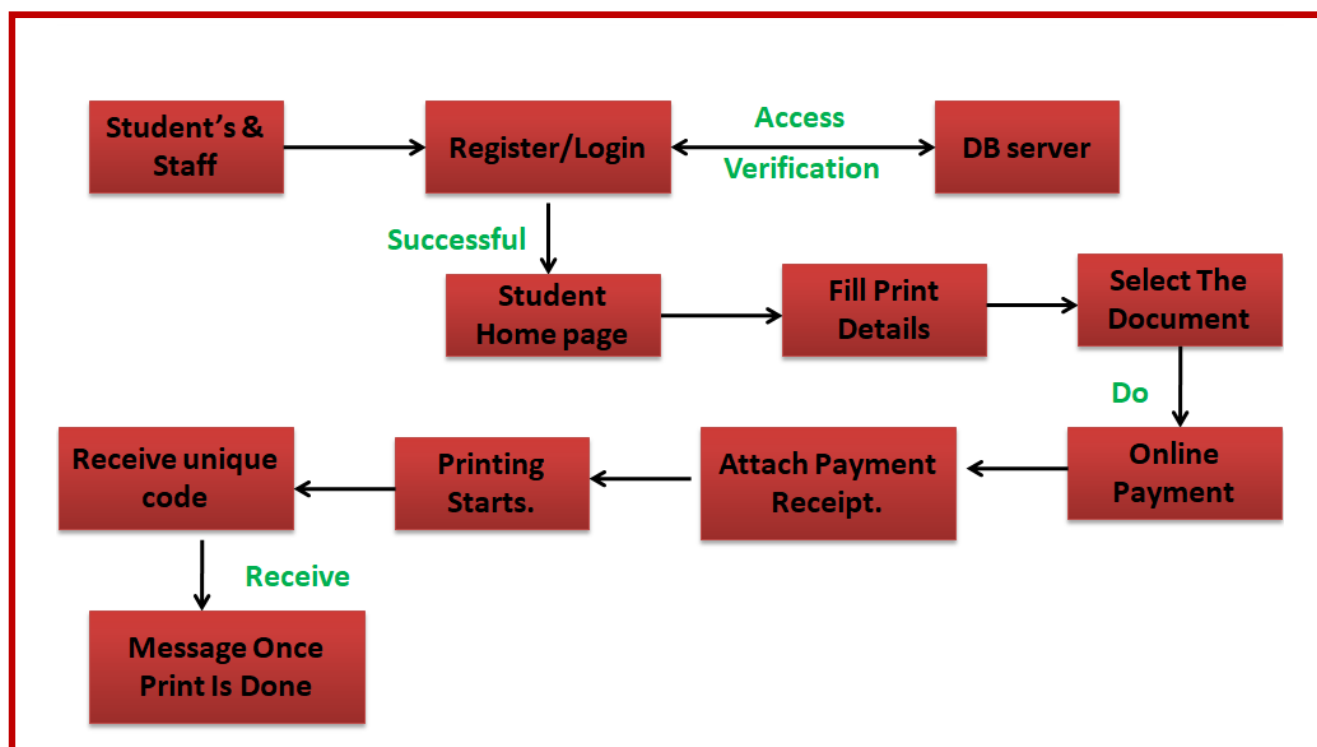 Student's &
Staff
Register/Login
Access
Verification
DB server
Successful
Student
Home page
Fill Print
Details
Select The
Document
Do
Online
Payment
Attach Payment
Receipt.
Printing
Starts.
Receive unique
code
Receive
Message Once
Print Is Done